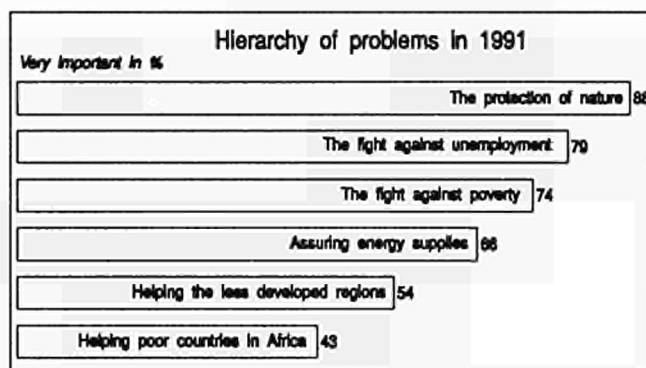 Hierarchy of problems in 1991
Very important in %
The protection of nature 88
The fight against unemployment 79
The fight against poverty 74
Assuring energy supplies 66
Helping the less developed regions 54
Helping poor countries in Africa 43